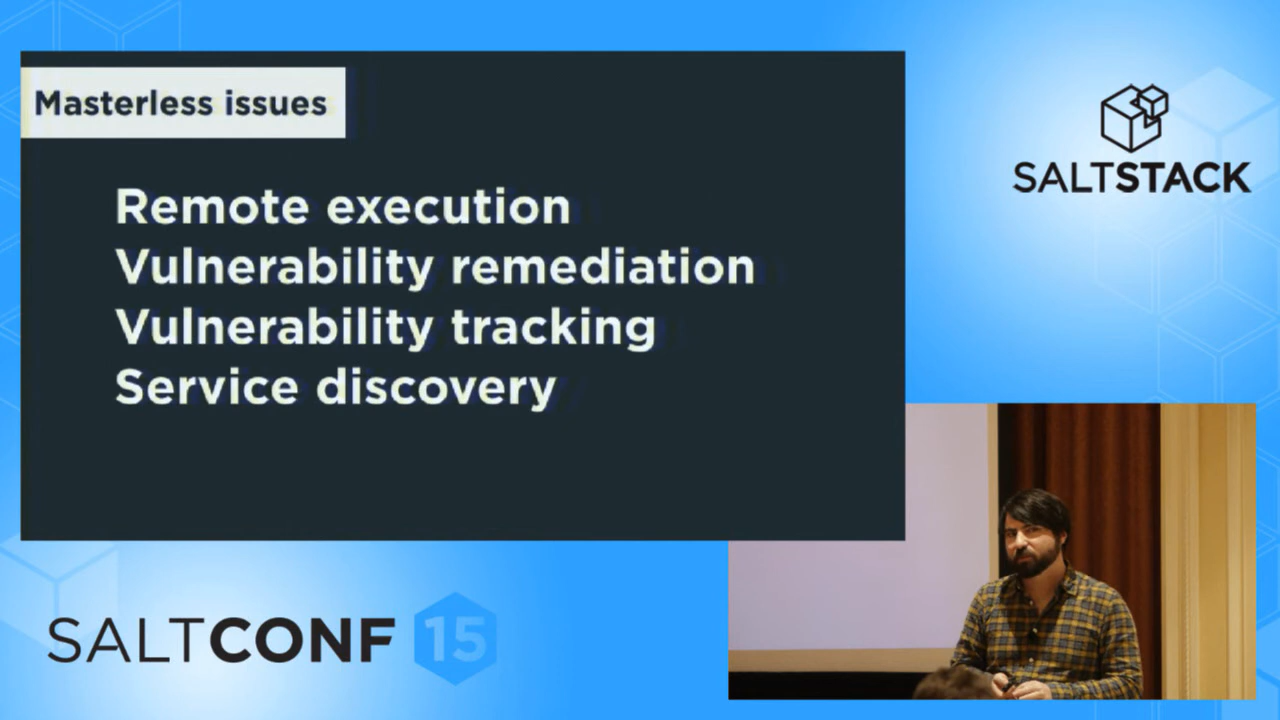 Masterless issues
Remote execution
Vulnerability remediation
Vulnerability tracking
Service discovery
SALTSTACK
SALTCONF 15